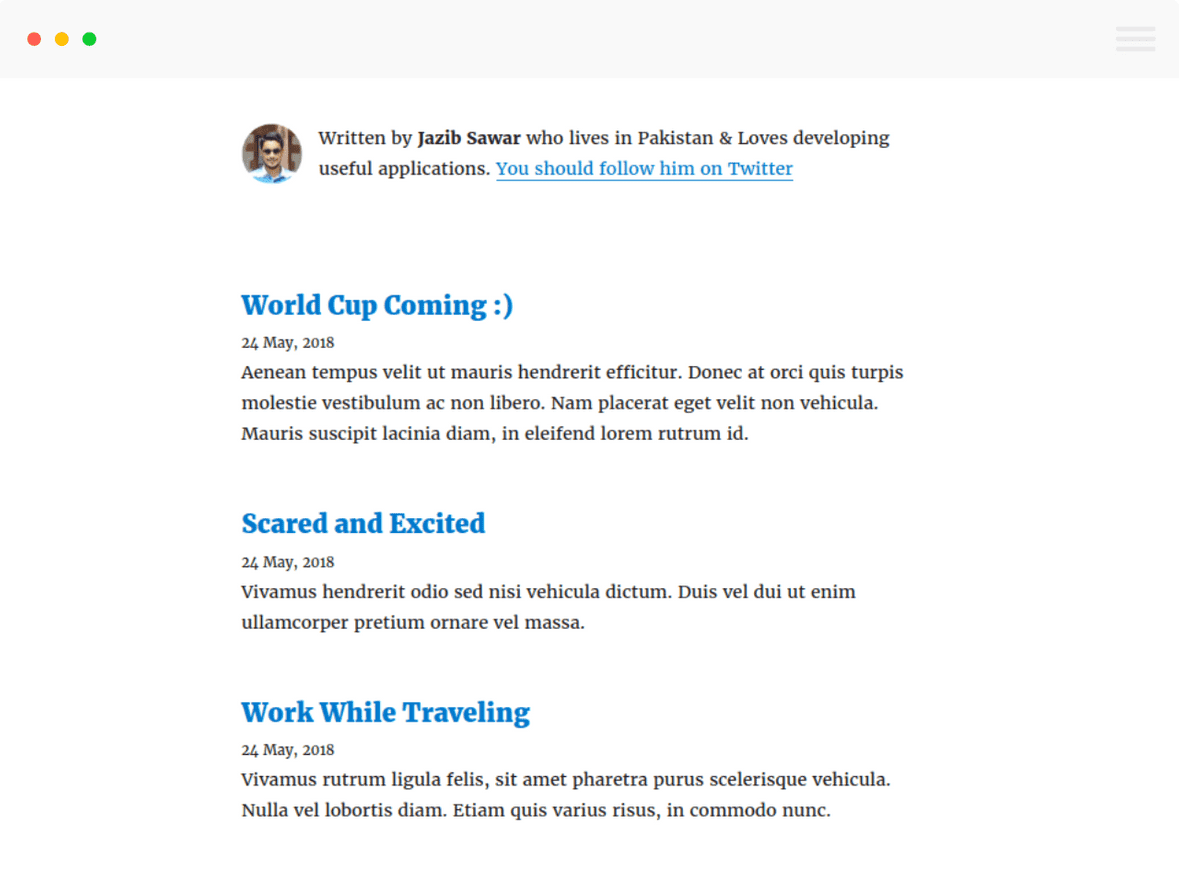 Written by Jazib Sawar who lives in Pakistan & Loves developing
useful applications. You should follow him on Twitter
World Cup Coming :)
24 May, 2018
Aenean tempus velit ut mauris hendrerit efficitur. Donec at orci quis turpis
molestie vestibulum ac non libero. Nam placerat eget velit non vehicula.
Mauris suscipit lacinia diam, in eleifend lorem rutrum id.
Scared and Excited
24 May, 2018
Vivamus hendrerit odio sed nisi vehicula dictum. Duis vel dui ut enim
ullamcorper pretium ornare vel massa.
Work While Traveling
24 May, 2018
Vivamus rutrum ligula felis, sit amet pharetra purus scelerisque vehicula.
Nulla vel lobortis diam. Etiam quis varius risus, in commodo nunc.